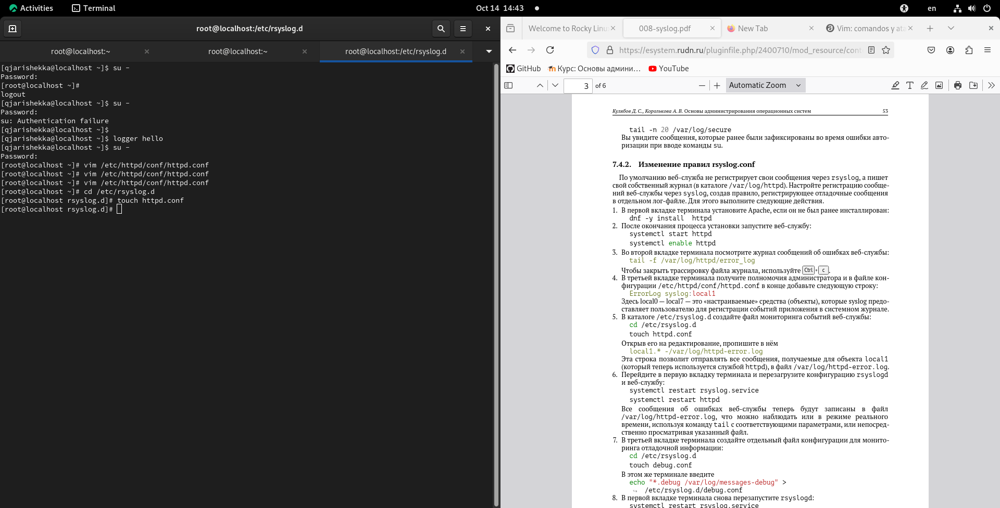 Activities
Terminal
Oct 14 14:43
en
root@localhost:/etc/rsyslog.d
root@localhost:~
root@localhost:~
root@localhost:/etc/rsyslog.d
[qjarishekka@localhost ~]$ su -
Password:
[root@localhost ~]#
logout
[qjarishekka@localhost ~]$ su -
Password:
su: Authentication failure
[qjarishekka@localhost ~]$
[qjarishekka@localhost ~]$ logger hello
[qjarishekka@localhost ~]$ su -
Password:
[root@localhost ~]# vim /etc/httpd/conf/httpd.conf
[root@localhost ~]# vim /etc/httpd/conf/httpd.conf
[root@localhost ~]# vim /etc/httpd/conf/httpd.conf
[root@localhost ~]# cd /etc/rsyslog.d
[root@localhost rsyslog.d]# touch httpd.conf
[root@localhost rsyslog.d]#
Welcome to Rocky Linu
008-syslog.pdf
New Tab
Vim: comandos y ata
https://esystem.rudn.ru/pluginfile.php/2400710/mod_resource/cont
GitHub
Курс: Основы админи…
YouTube
3 of 6
Automatic Zoom
Кулябов Д. С., Королькова А. В. Основы администрирования операционных систем 53
tail -n 20 /var/log/secure
Вы увидите сообщения, которые ранее были зафиксированы во время ошибки авто-
ризации при вводе команды su.
7.4.2. Изменение правил rsyslog.conf
По умолчанию веб-служба не регистрирует свои сообщения через rsyslog, а пишет
свой собственный журнал (в каталоге /var/log/httpd). Настройте регистрацию сообще-
ний веб-службы через syslog, создав правило, регистрирующее отладочные сообщения
в отдельном лог-файле. Для этого выполните следующие действия.
1. В первой вкладке терминала установите Apache, если он не был ранее инсталлирован:
dnf -y install httpd
2. После окончания процесса установки запустите веб-службу:
systemctl start httpd
systemctl enable httpd
3. Во второй вкладке терминала посмотрите журнал сообщений об ошибках веб-службы:
tail -f /var/log/httpd/error_log
Чтобы закрыть трассировку файла журнала, используйте Ctrl + c .
4. В третьей вкладке терминала получите полномочия администратора и в файле кон-
фигурации /etc/httpd/conf/httpd.conf в конце добавьте следующую строку:
ErrorLog syslog:local1
Здесь local0 — local7 — это «настраиваемые» средства (объекты), которые syslog предо-
ставляет пользователю для регистрации событий приложения в системном журнале.
5. В каталоге /etc/rsyslog.d создайте файл мониторинга событий веб-службы:
cd /etc/rsyslog.d
touch httpd.conf
Открыв его на редактирование, пропишите в нём
local1.* -/var/log/httpd-error.log
Эта строка позволит отправлять все сообщения, получаемые для объекта local1
(который теперь используется службой httpd), в файл /var/log/httpd-error.log.
6. Перейдите в первую вкладку терминала и перезагрузите конфигурацию rsyslogd
и веб-службу:
systemctl restart rsyslog.service
systemctl restart httpd
Все сообщения об ошибках веб-службы теперь будут записаны в файл
/var/log/httpd-error.log, что можно наблюдать или в режиме реального
времени, используя команду tail с соответствующими параметрами, или непосред-
ственно просматривая указанный файл.
7. В третьей вкладке терминала создайте отдельный файл конфигурации для монито-
ринга отладочной информации:
cd /etc/rsyslog.d
touch debug.conf
В этом же терминале введите
echo "*.debug /var/log/messages-debug" >
↪ /etc/rsyslog.d/debug.conf
8. В первой вкладке терминала снова перезапустите rsyslogd:
systemctl restart rsyslog.service